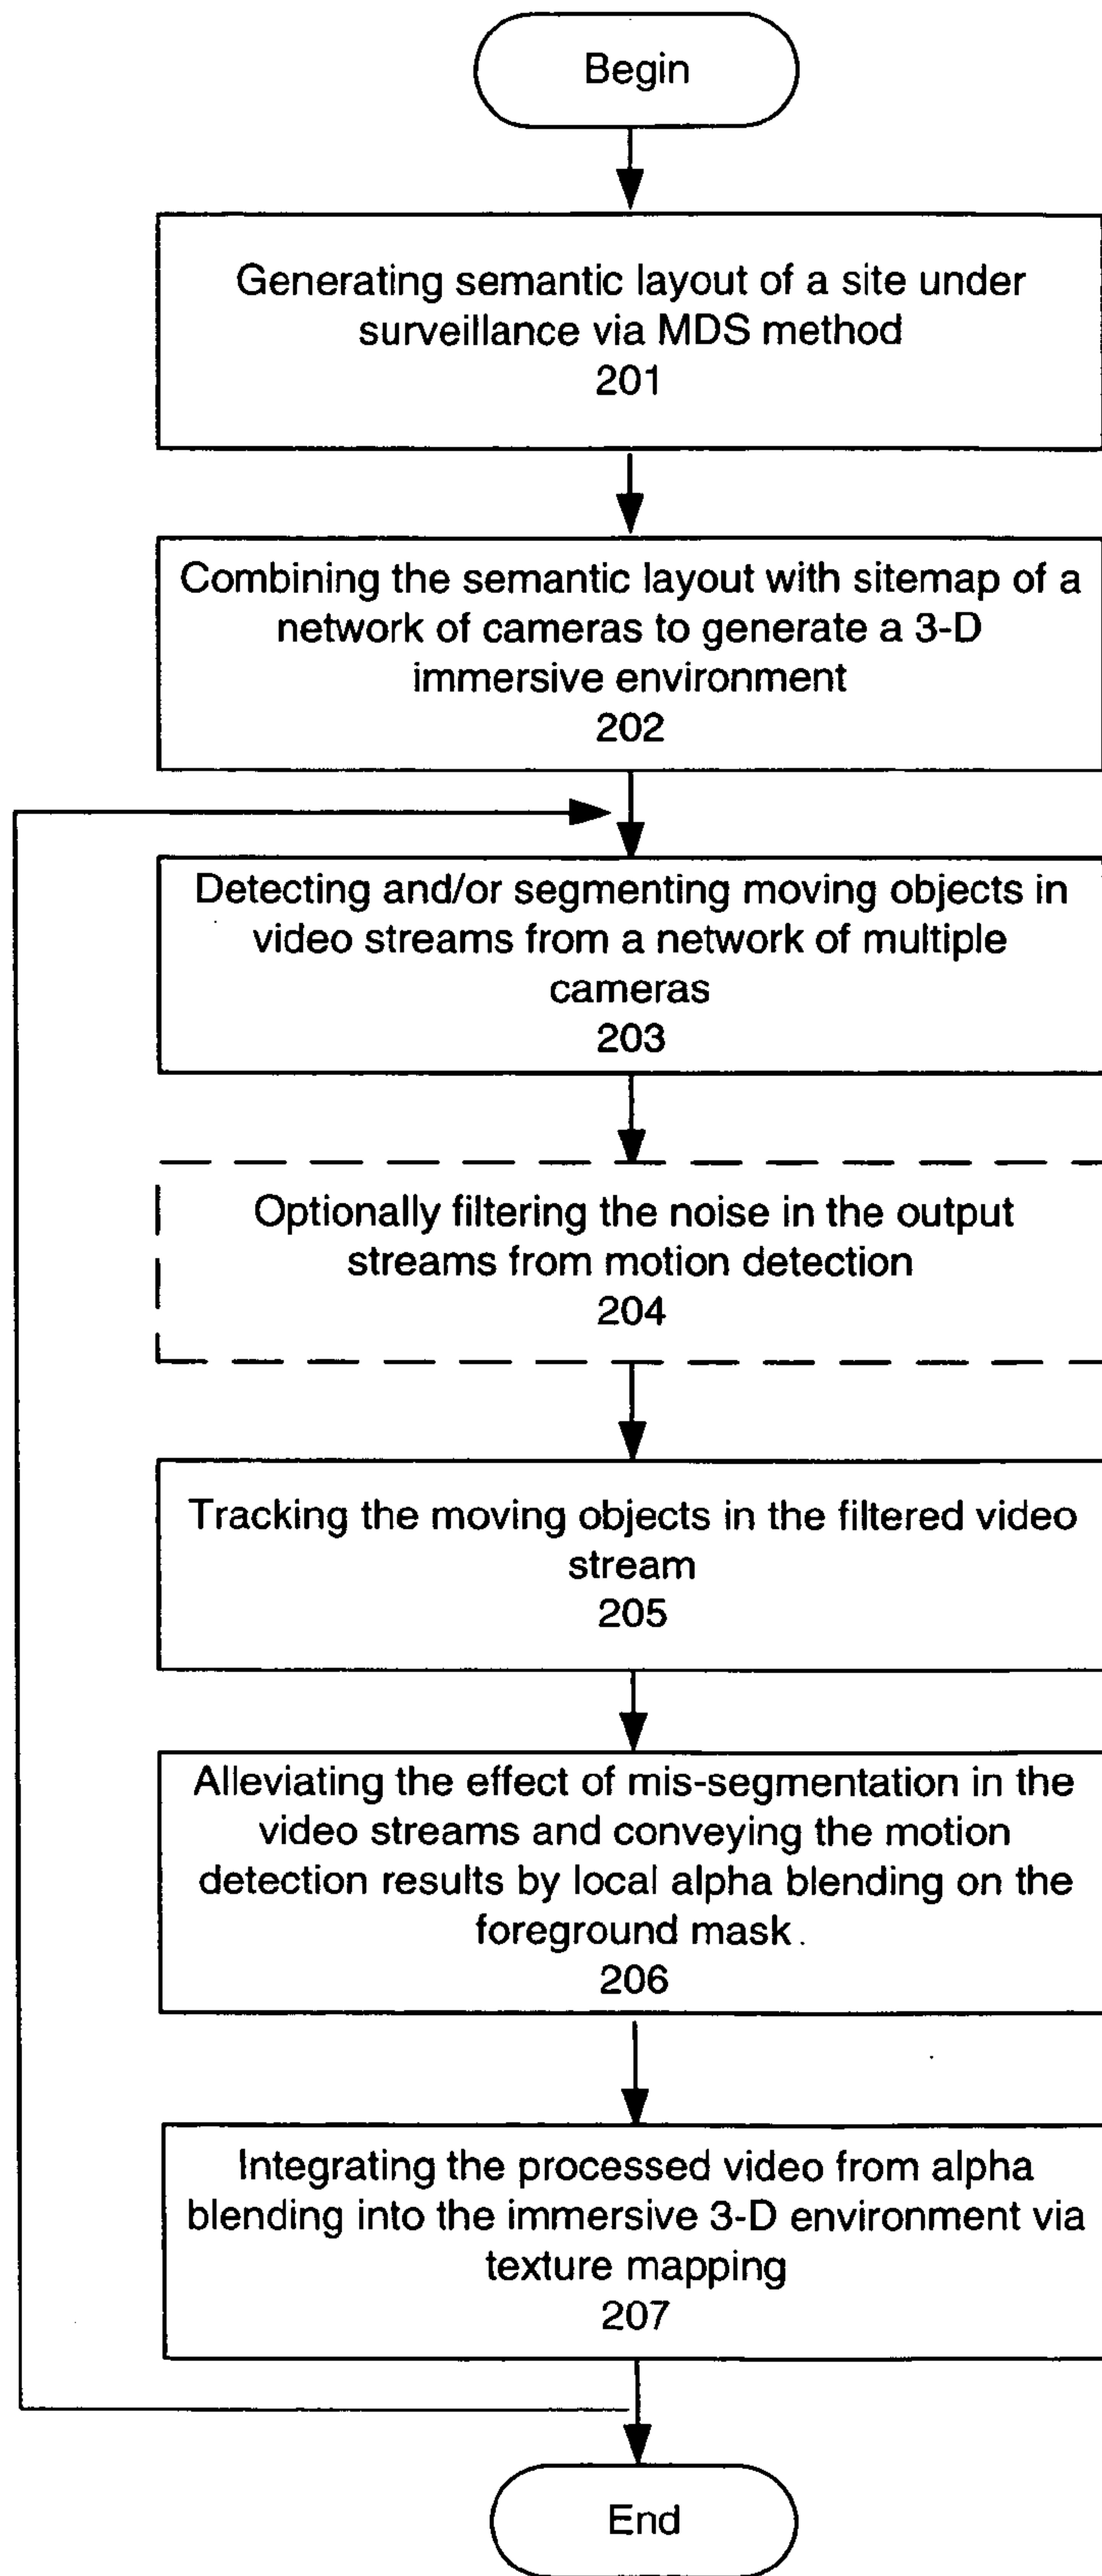 Begin
Generating semantic layout of a site under
surveillance via MDS method
201
Combining the semantic layout with sitemap of a
network of cameras to generate a 3-D
immersive environment
202
Detecting and/or segmenting moving objects in
video streams from a network of multiple
cameras
203
Optionally filtering the noise in the output
streams from motion detection
204
Tracking the moving objects in the filtered video
stream
205
Alleviating the effect of mis-segmentation in the
video streams and conveying the motion
detection results by local alpha blending on the
foreground mask.
206
Integrating the processed video from alpha
blending into the immersive 3-D environment via
texture mapping
207
End